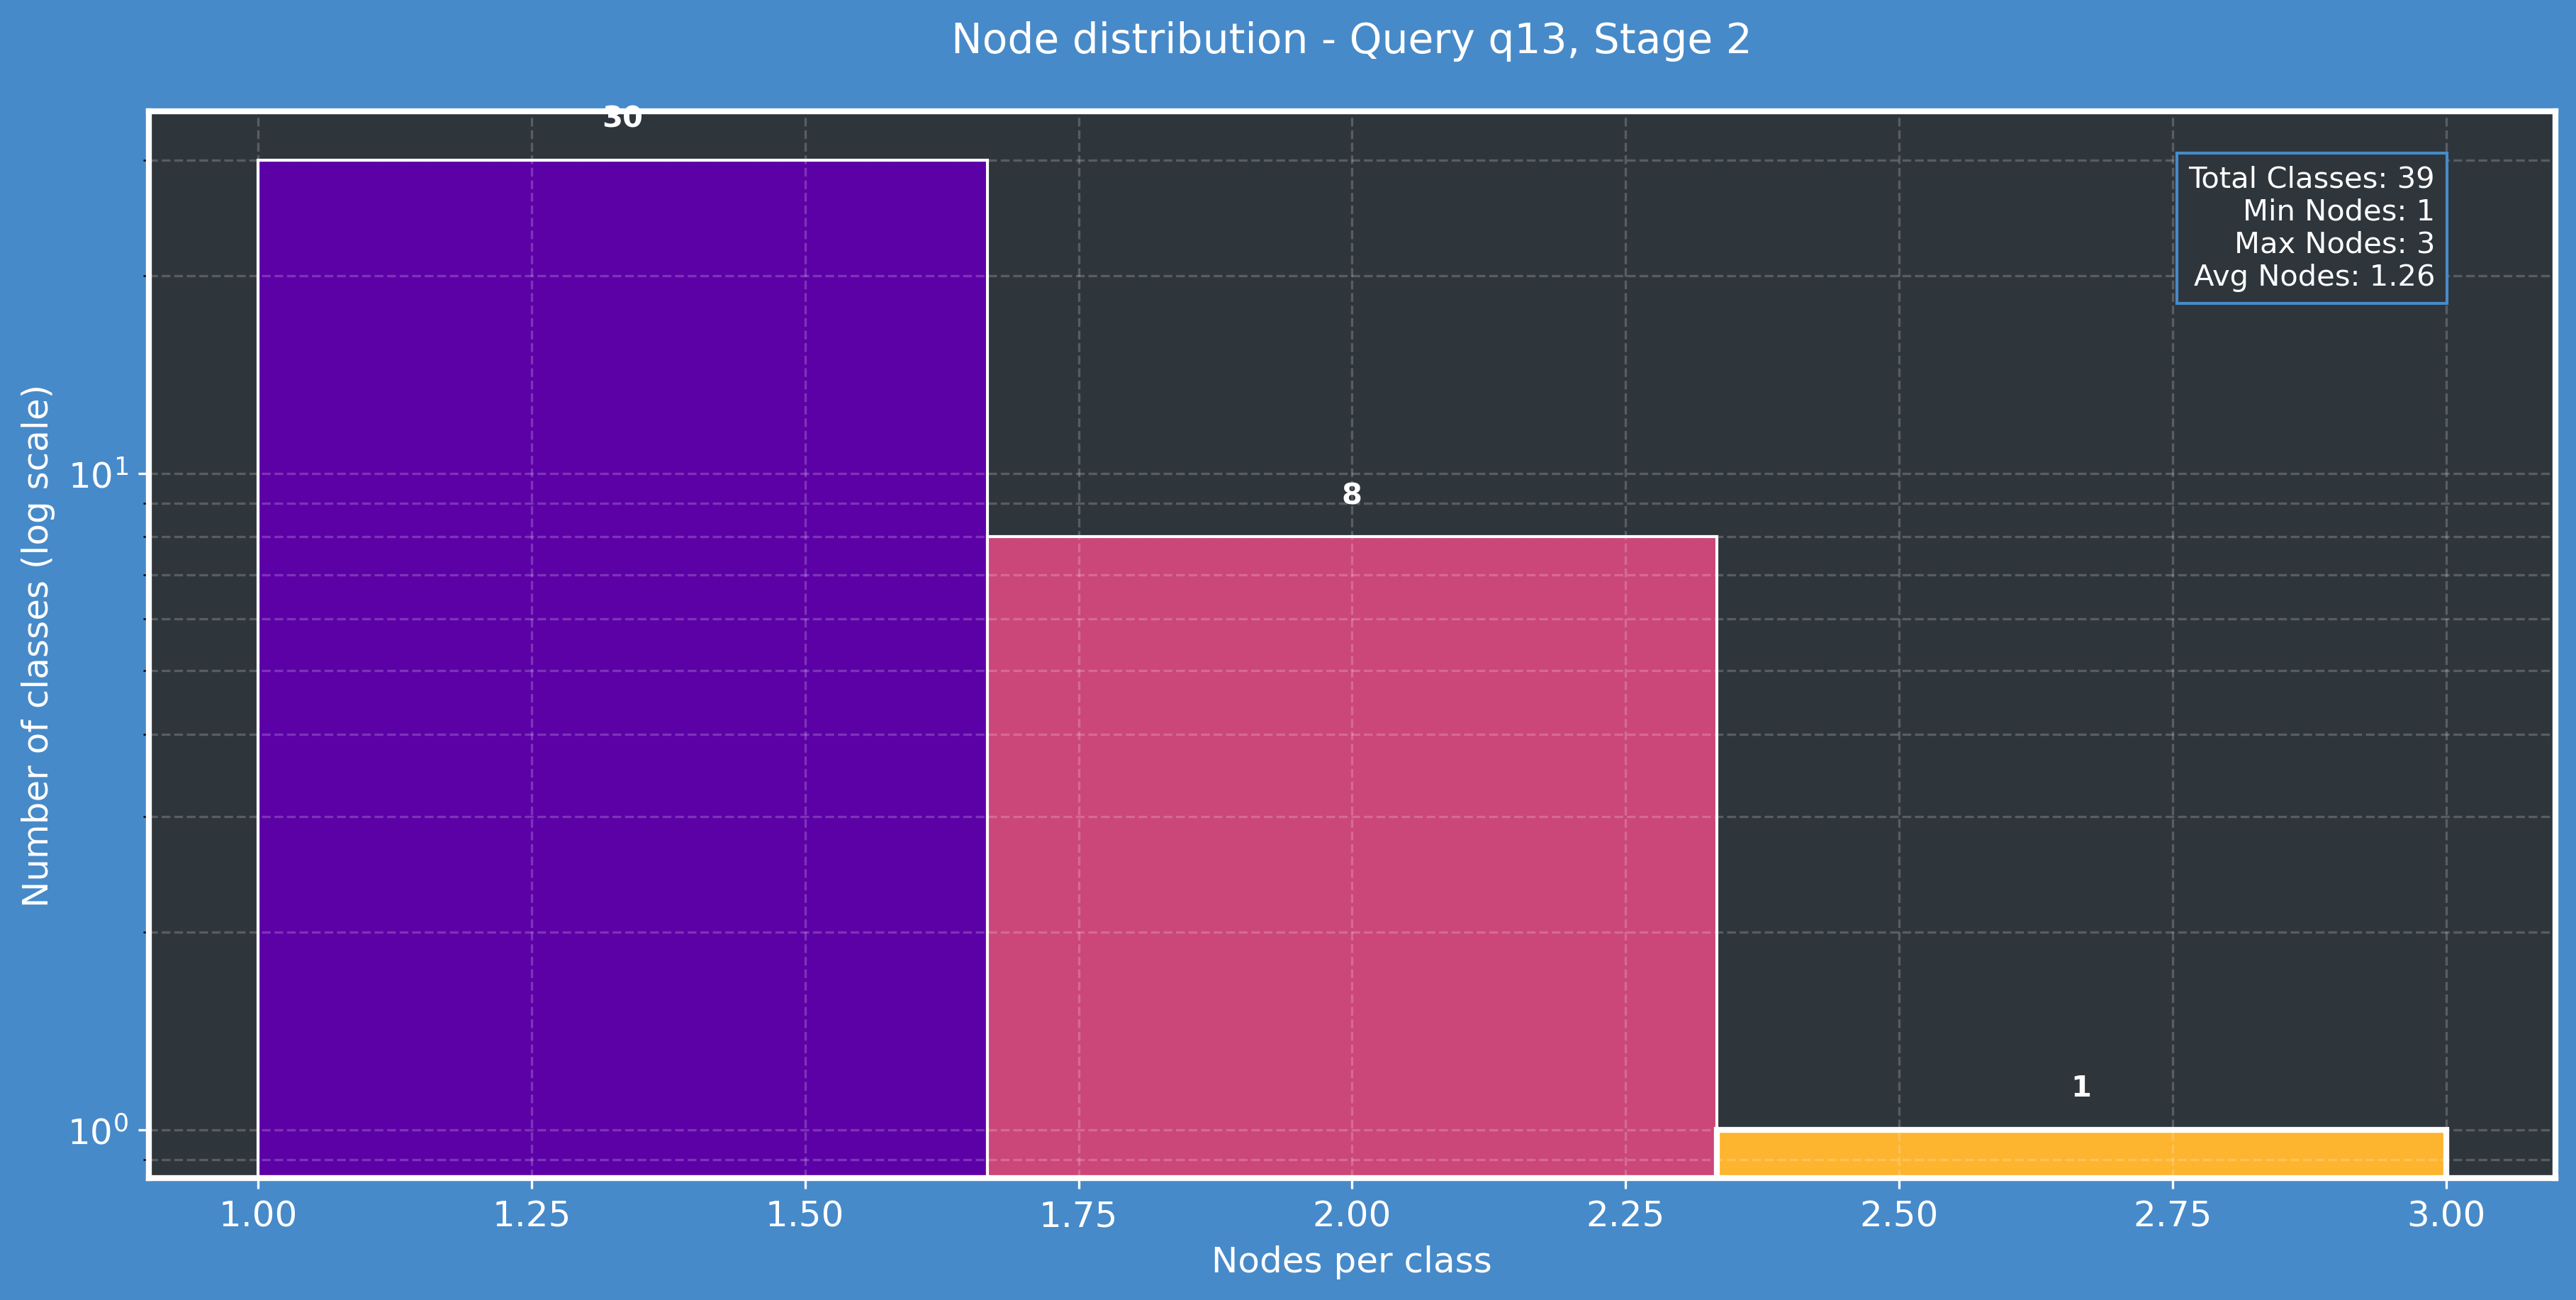 Node distribution - Query q13, Stage 2
30
Total Classes: 39
Min Nodes: 1
Max Nodes: 3
Avg Nodes: 1.26
8
1
Number of classes (log scale)
10¹
10⁰
1.00 1.25 1.50 1.75 2.00 2.25 2.50 2.75 3.00
Nodes per class